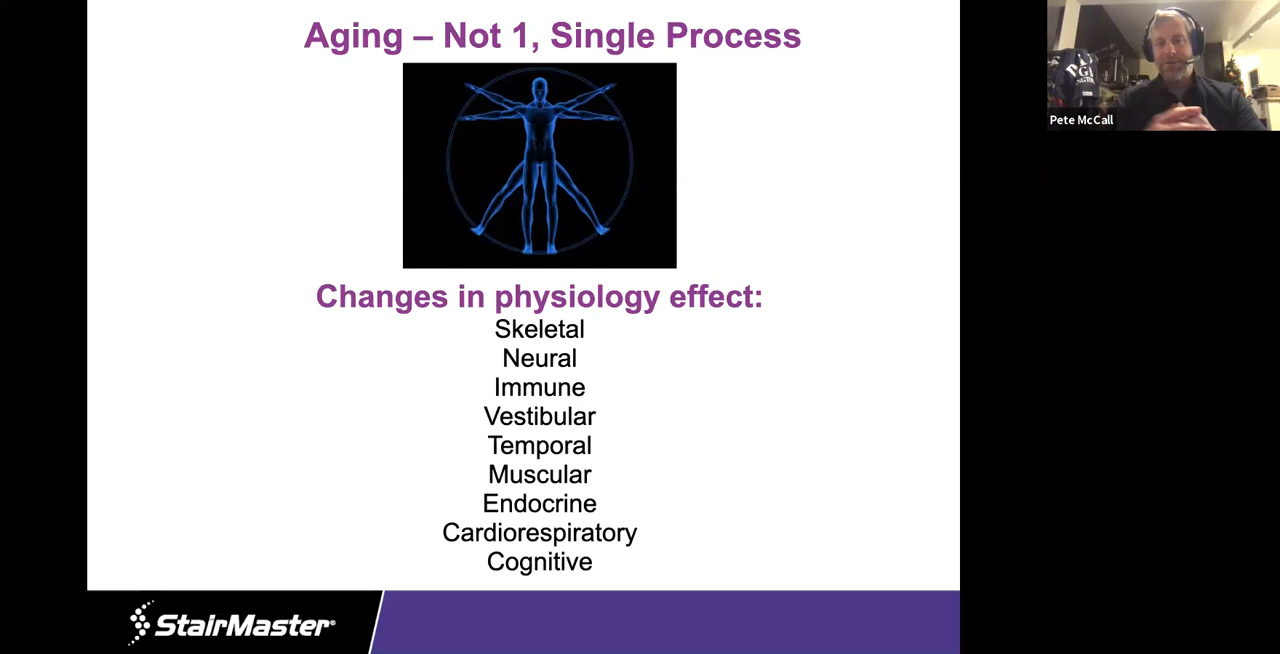 Aging – Not 1, Single Process
Changes in physiology effect:
Skeletal
Neural
Immune
Vestibular
Temporal
Muscular
Endocrine
Cardiorespiratory
Cognitive
StairMaster®
Pete McCall